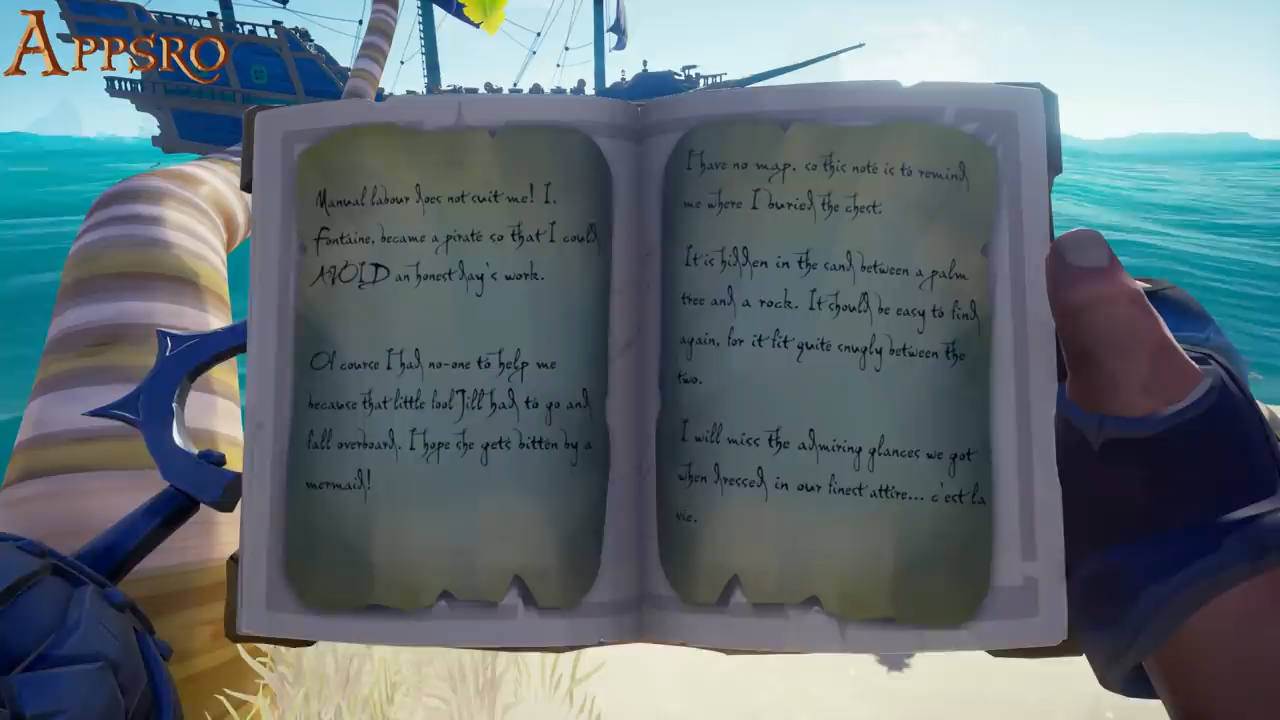 APPSRO
Manual labour does not suit me! I,
Fontaine, became a pirate so that I could
AVOID an honest day's work.
Of course I had no-one to help me
because that little fool Jill had to go and
fall overboard. I hope she gets bitten by a
mermaid!
I have no map, so this note is to remind
me where I buried the chest.
It is hidden in the sand between a palm
tree and a rock. It should be easy to find
again, for it fit quite snugly between the
two.
I will miss the admiring glances we got
when dressed in our finest attire... c'est la
vie.